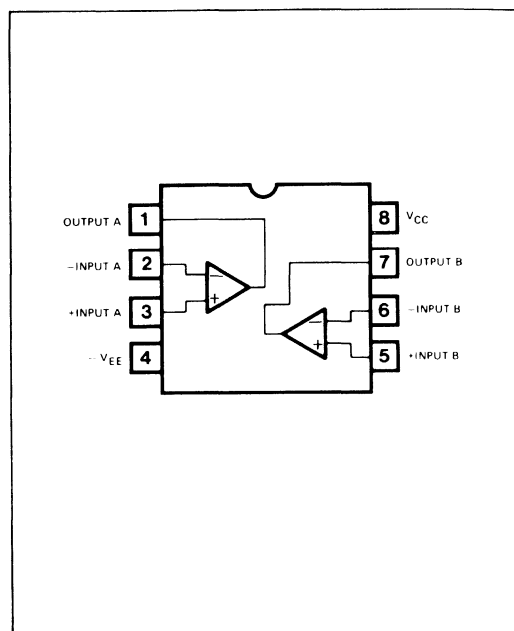 OUTPUT A 1
8 VCC
−INPUT A 2
7 OUTPUT B
+INPUT A 3
6 −INPUT B
-- VEE 4
5 +INPUT B
− +
− +